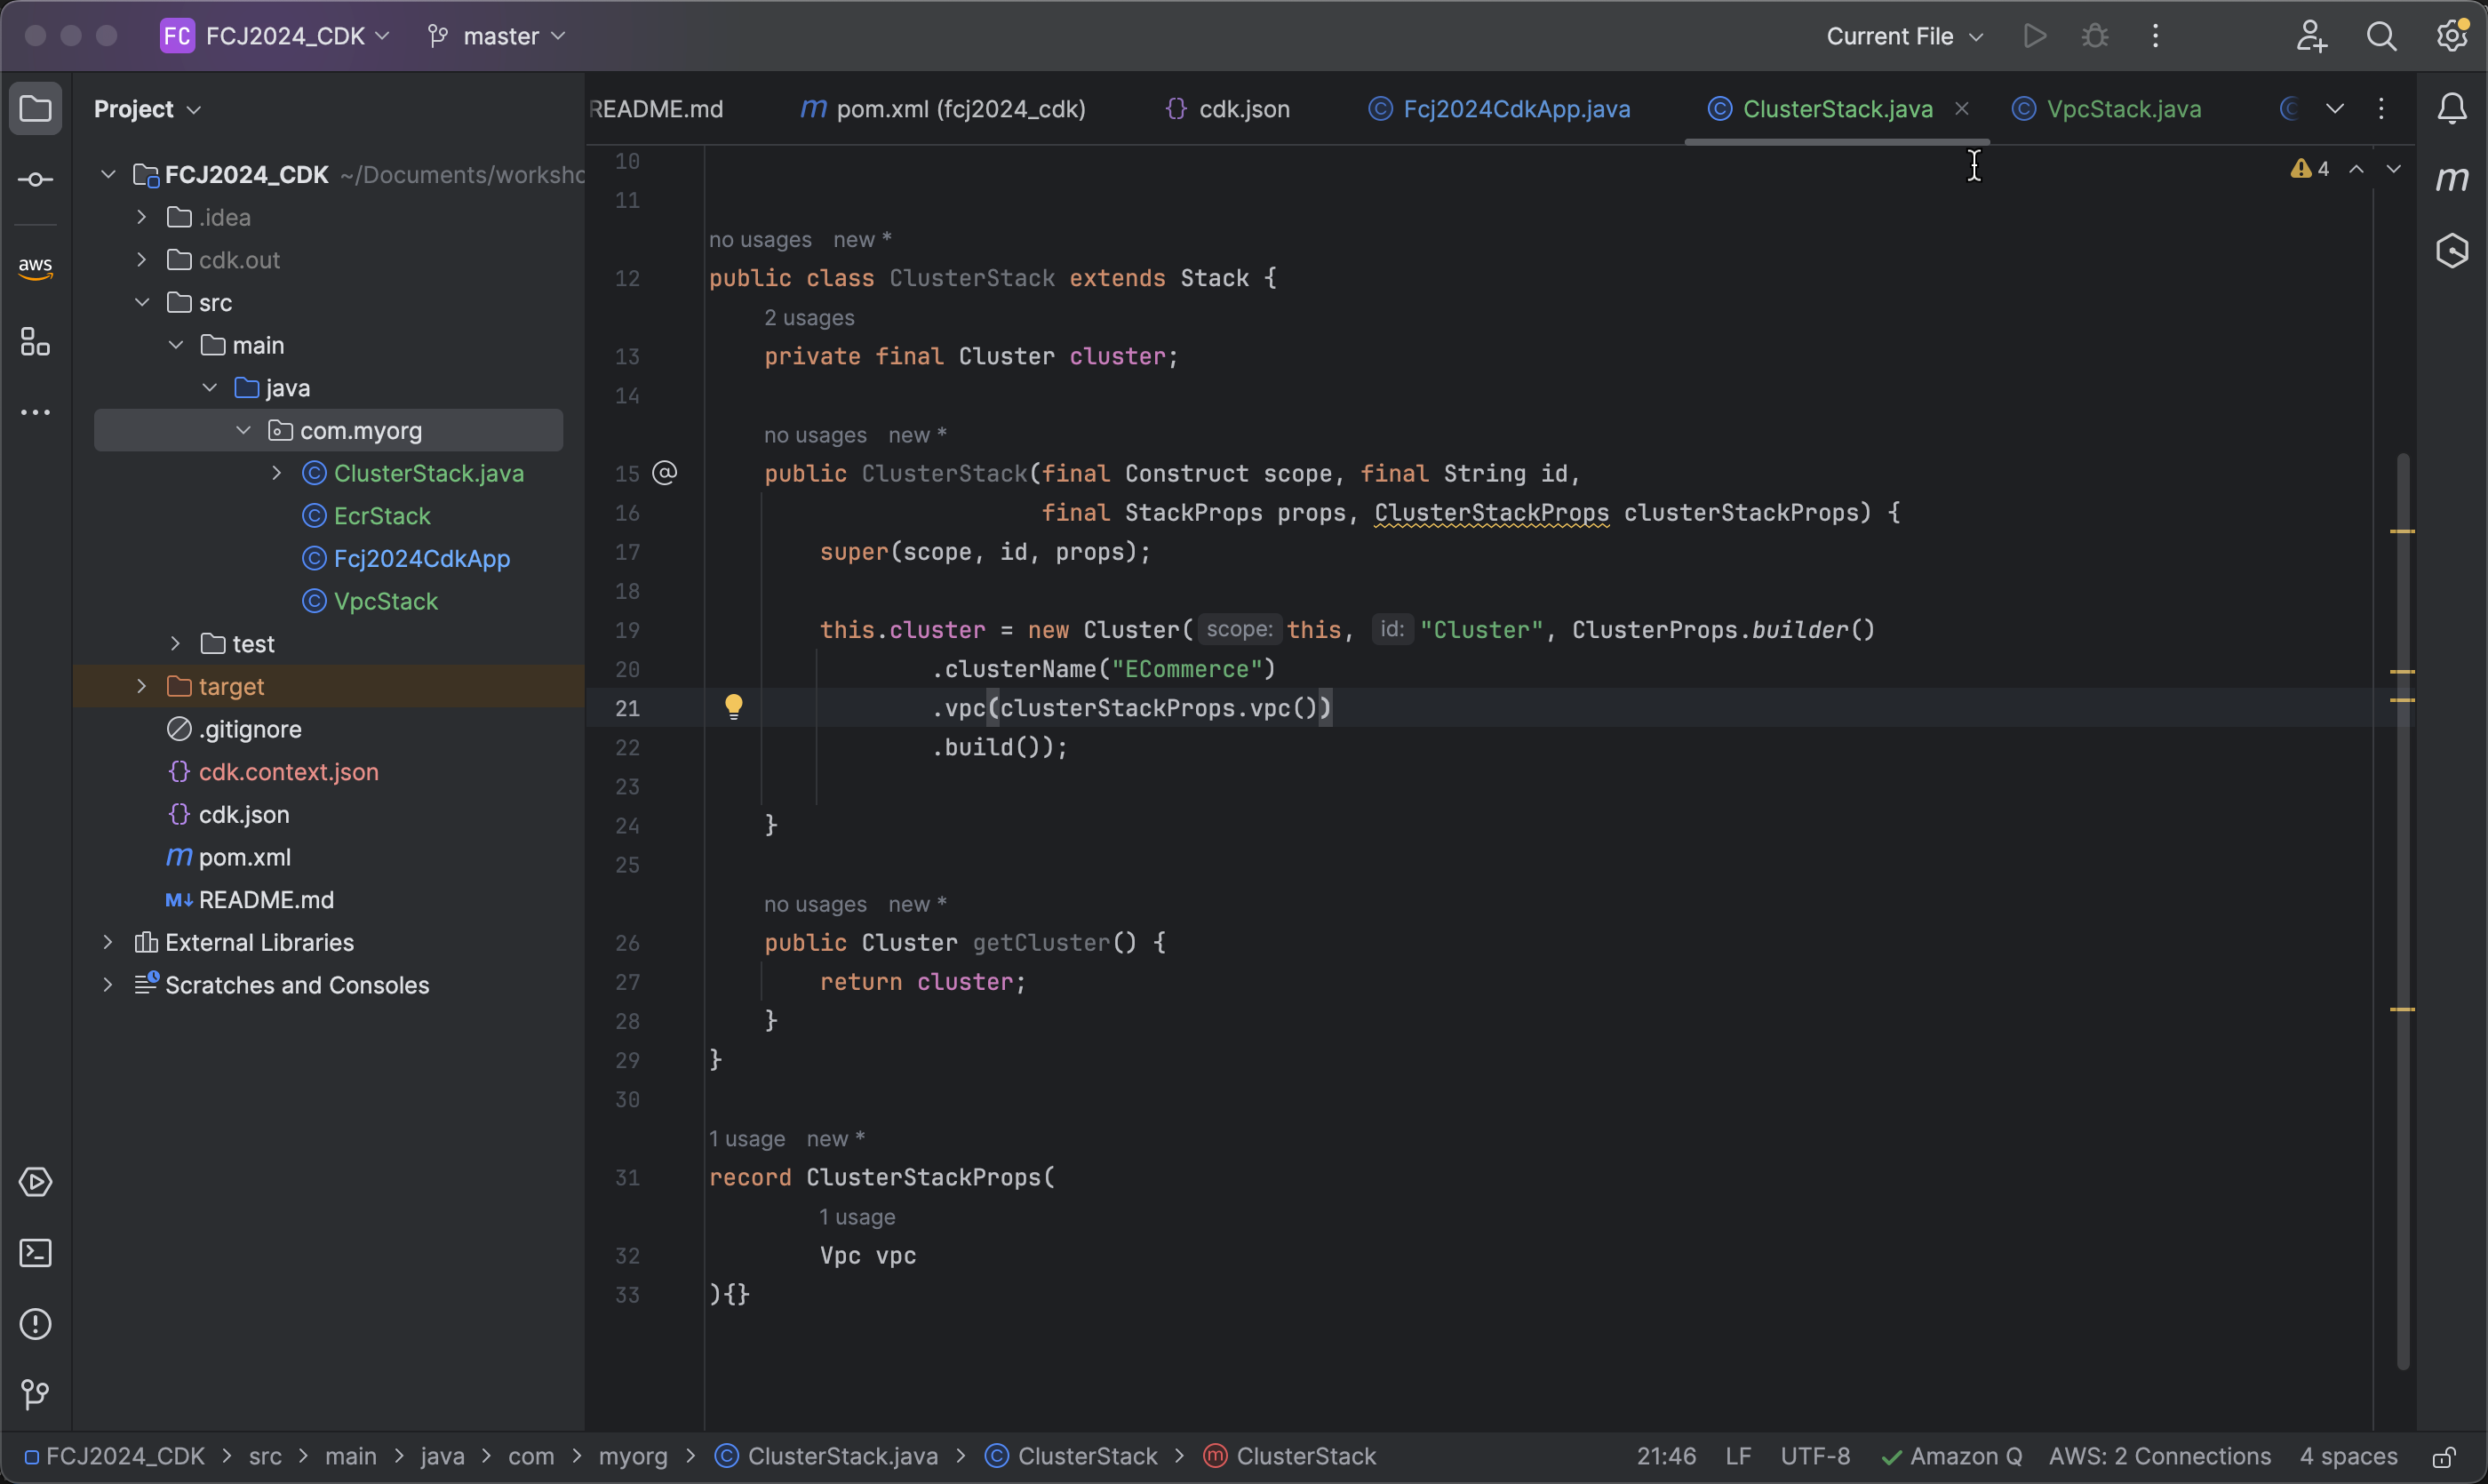 FC FCJ2024_CDK master Current File
Project
README.md m pom.xml (fcj2024_cdk) {} cdk.json Fcj2024CdkApp.java ClusterStack.java VpcStack.java
FCJ2024_CDK ~/Documents/worksho
.idea
cdk.out
src
main
java
com.myorg
ClusterStack.java
EcrStack
Fcj2024CdkApp
VpcStack
test
target
.gitignore
{} cdk.context.json
{} cdk.json
m pom.xml
M↓ README.md
External Libraries
Scratches and Consoles
aws
4
m
10
11
no usages new *
12 public class ClusterStack extends Stack {
2 usages
13 private final Cluster cluster;
14
no usages new *
15 @ public ClusterStack(final Construct scope, final String id,
16 final StackProps props, ClusterStackProps clusterStackProps) {
17 super(scope, id, props);
18
19 this.cluster = new Cluster( scope: this, id: "Cluster", ClusterProps.builder()
20 .clusterName("ECommerce")
21 .vpc(clusterStackProps.vpc())
22 .build());
23
24 }
25
no usages new *
26 public Cluster getCluster() {
27 return cluster;
28 }
29 }
30
1 usage new *
31 record ClusterStackProps(
1 usage
32 Vpc vpc
33 ){}
FCJ2024_CDK > src > main > java > com > myorg > ClusterStack.java > ClusterStack > ClusterStack 21:46 LF UTF-8 Amazon Q AWS: 2 Connections 4 spaces